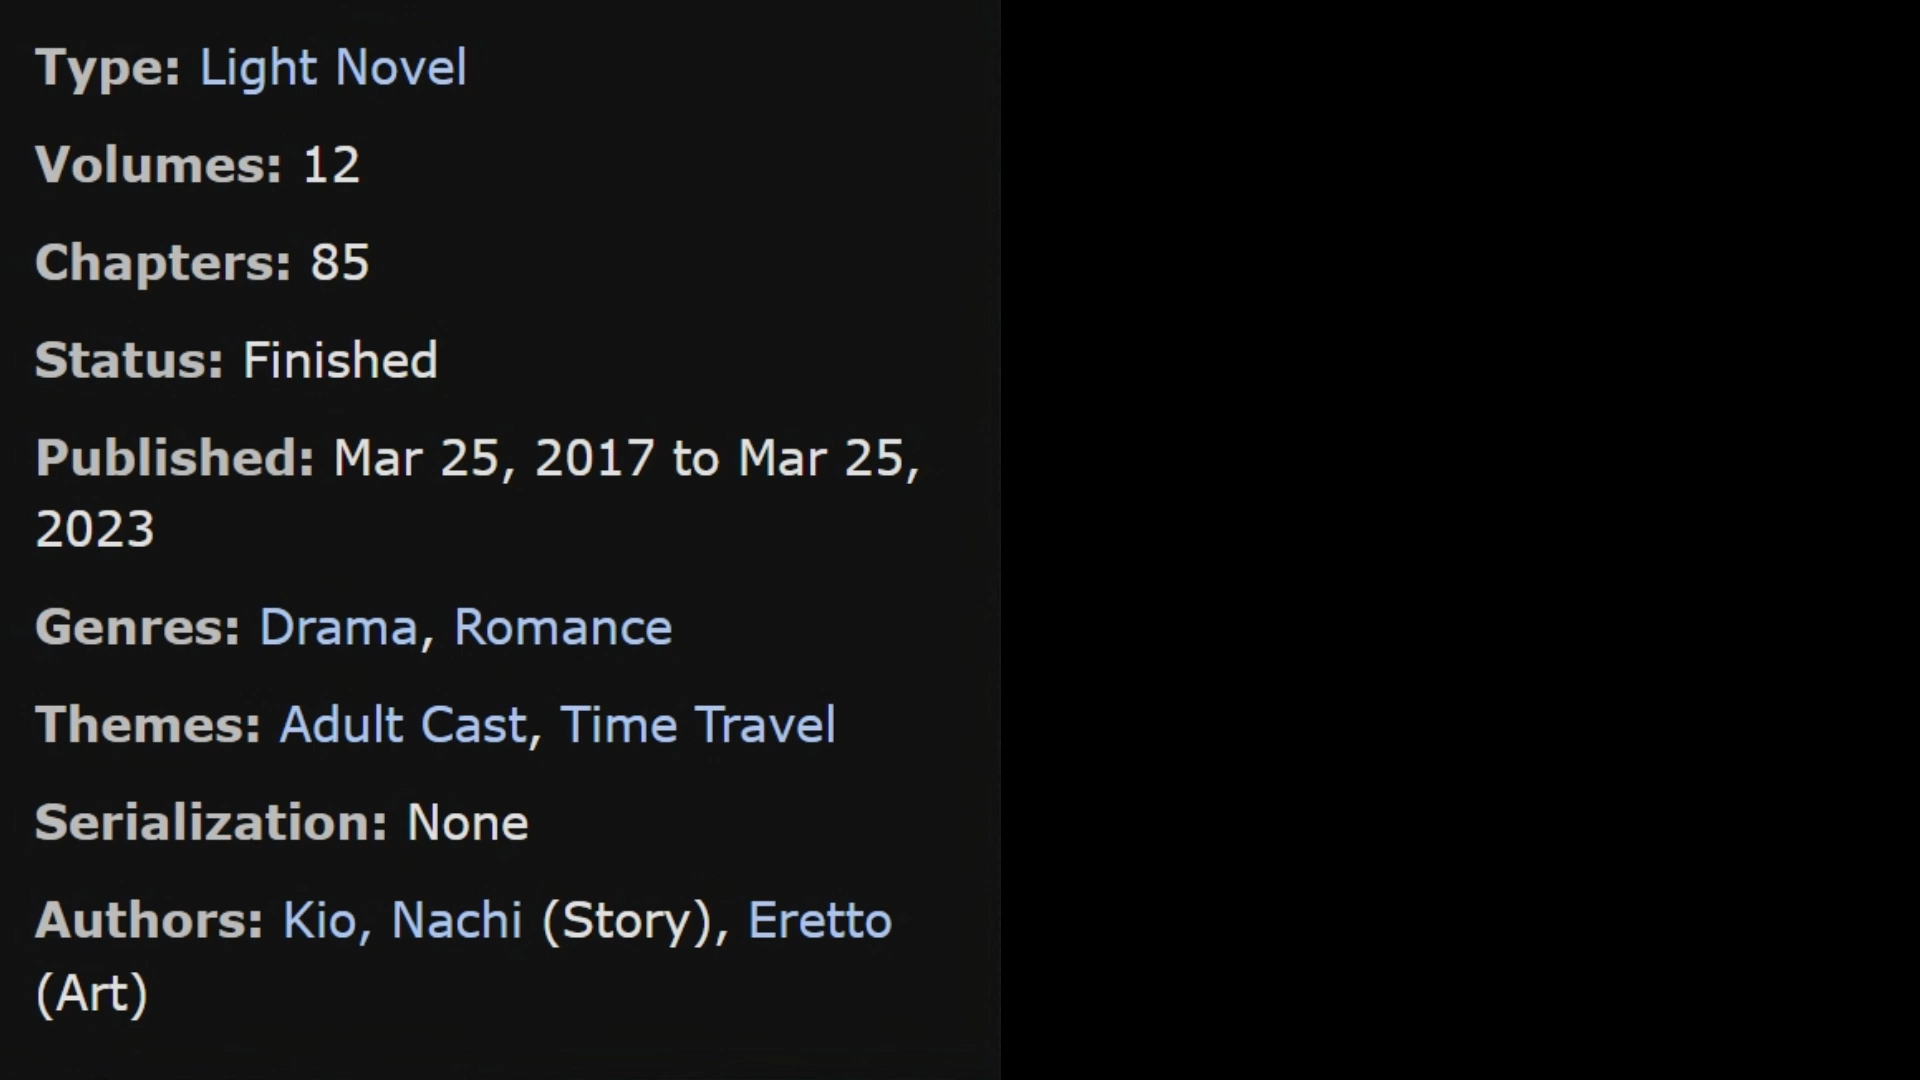 Type: Light Novel
Volumes: 12
Chapters: 85
Status: Finished
Published: Mar 25, 2017 to Mar 25,
2023
Genres: Drama, Romance
Themes: Adult Cast, Time Travel
Serialization: None
Authors: Kio, Nachi (Story), Eretto
(Art)